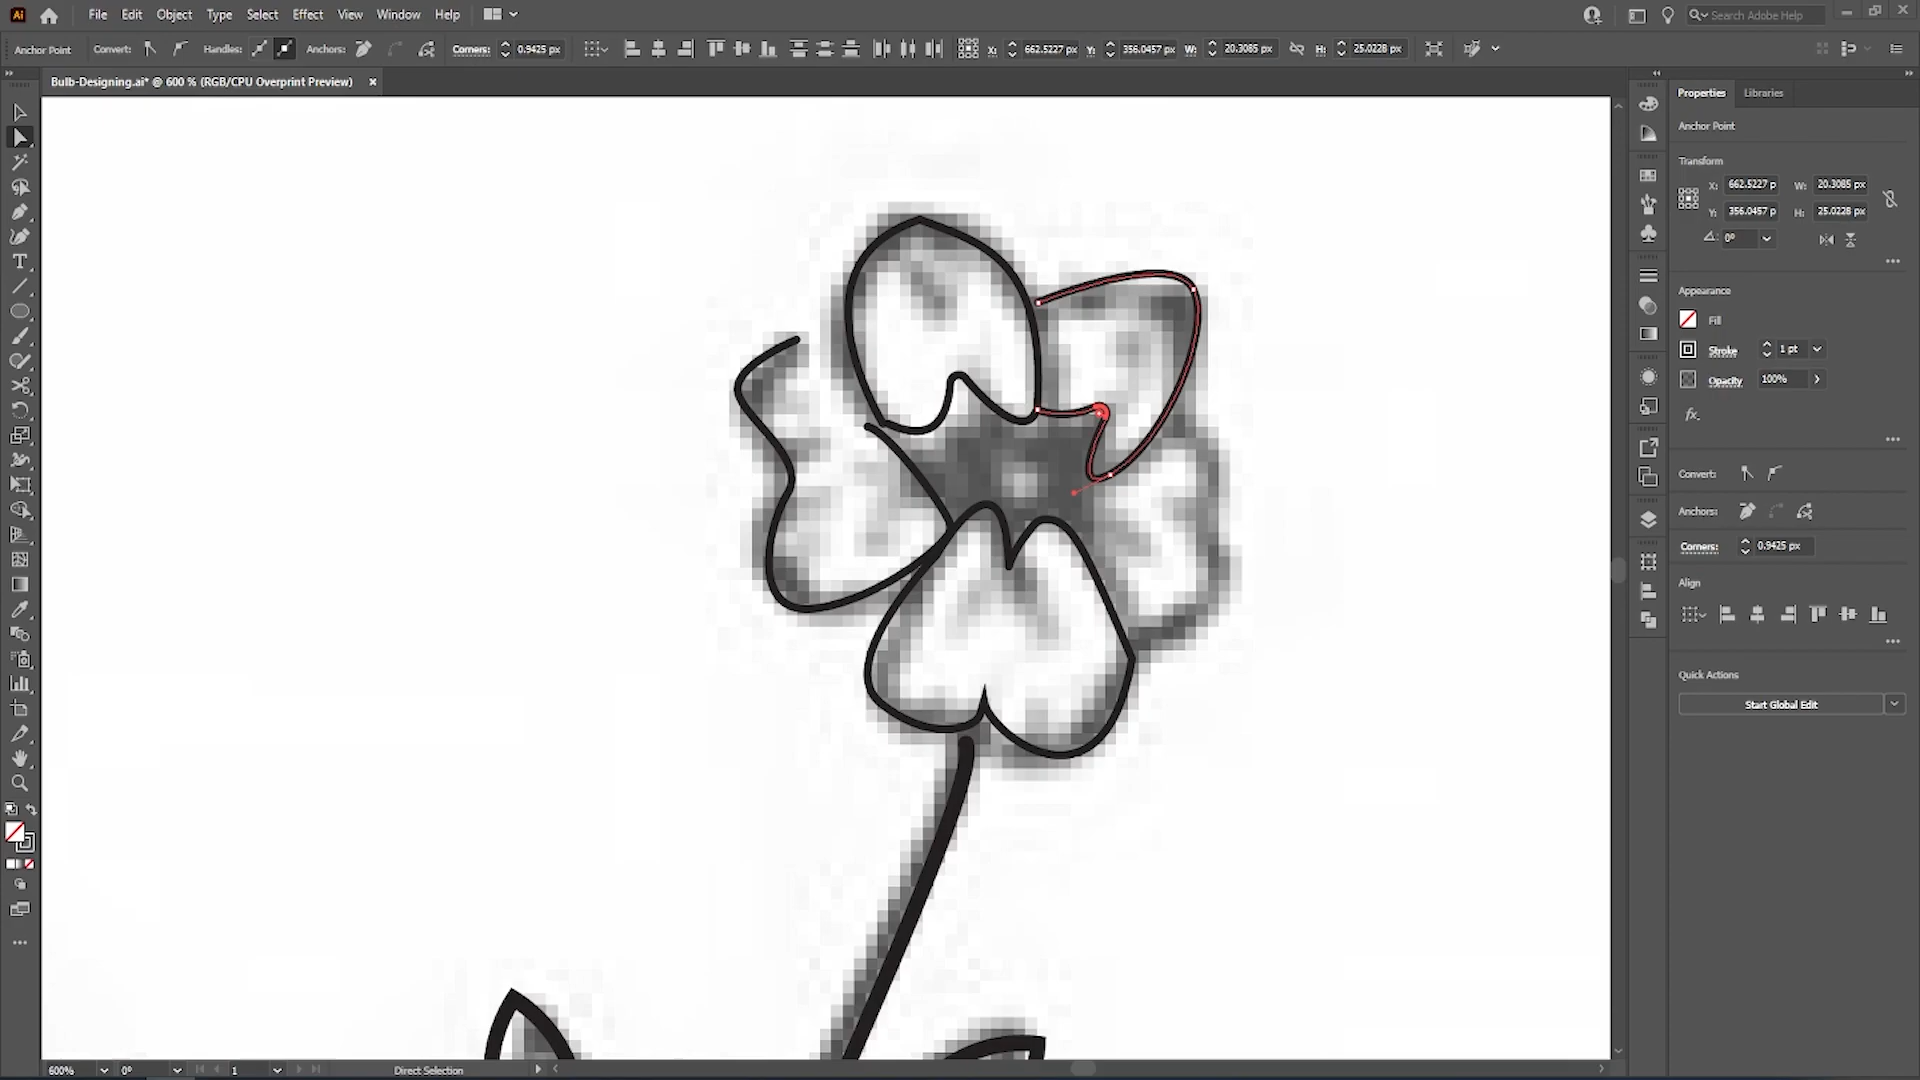 Ai File Edit Object Type Select Effect View Window Help Search Adobe Help
Anchor Point Convert: Handles: Anchors: Corners: 0.9425 px X: 662.5227 px Y: 356.0457 px W: 20.3085 px H: 25.0228 px
Bulb-Designing.ai* @ 600 % (RGB/CPU Overprint Preview) ×
Properties Libraries
Anchor Point
Transform
X: 662.5227 p W: 20.3085 px
Y: 356.0457 p H: 25.0228 px
0°
Appearance
Fill
Stroke 1 pt
Opacity 100%
fx.
Convert:
Anchors:
Corners: 0.9425 px
Align
Quick Actions
Start Global Edit
600% 0° 1 Direct Selection